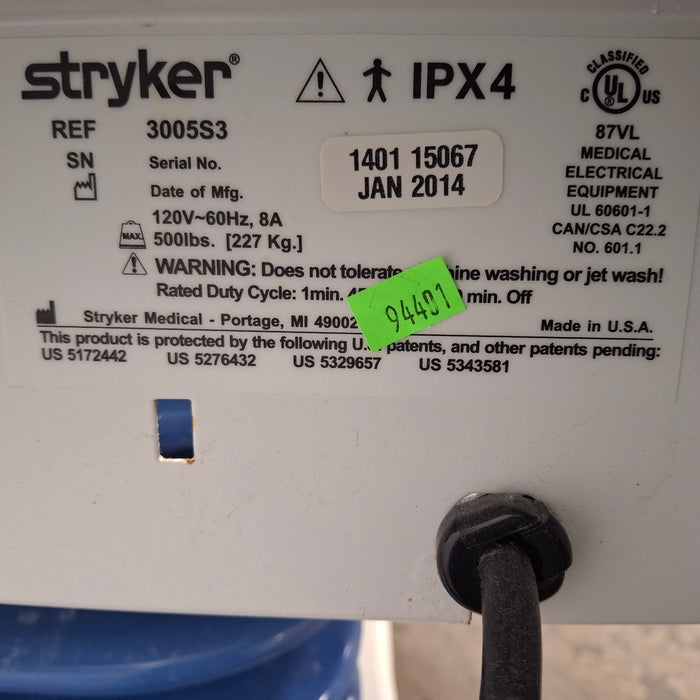 stryker®
IPX4
CLASSIFIED
C UL US
®
REF 3005S3
87VL
MEDICAL
ELECTRICAL
EQUIPMENT
UL 60601-1
CAN/CSA C22.2
NO. 601.1
SN Serial No. 1401 15067
Date of Mfg. JAN 2014
120V~60Hz, 8A
MAX. 500lbs. [227 Kg.]
WARNING: Does not tolerate washing or jet wash!
Rated Duty Cycle: 1min. min. Off
94401
Stryker Medical - Portage, MI 49002
Made in U.S.A.
This product is protected by the following patents, and other patents pending:
US 5172442 US 5276432 US 5329657 US 5343581